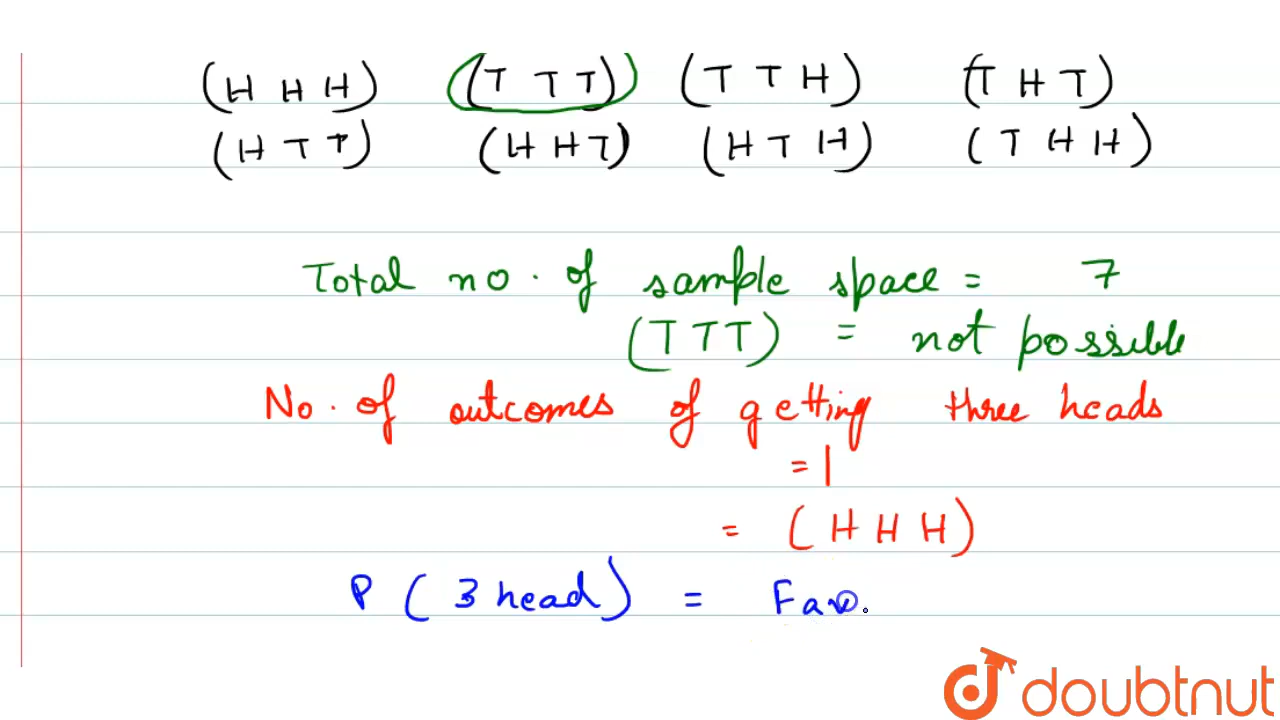 (H H H) (T T T) (T T H) (T H T)
(H T T) (H H T) (H T H) (T H H)
Total no. of sample space = 7
(T T T) = not possible
No. of outcomes of getting three heads
= 1
= (H H H)
P (3 head) = Favo
doubtnut